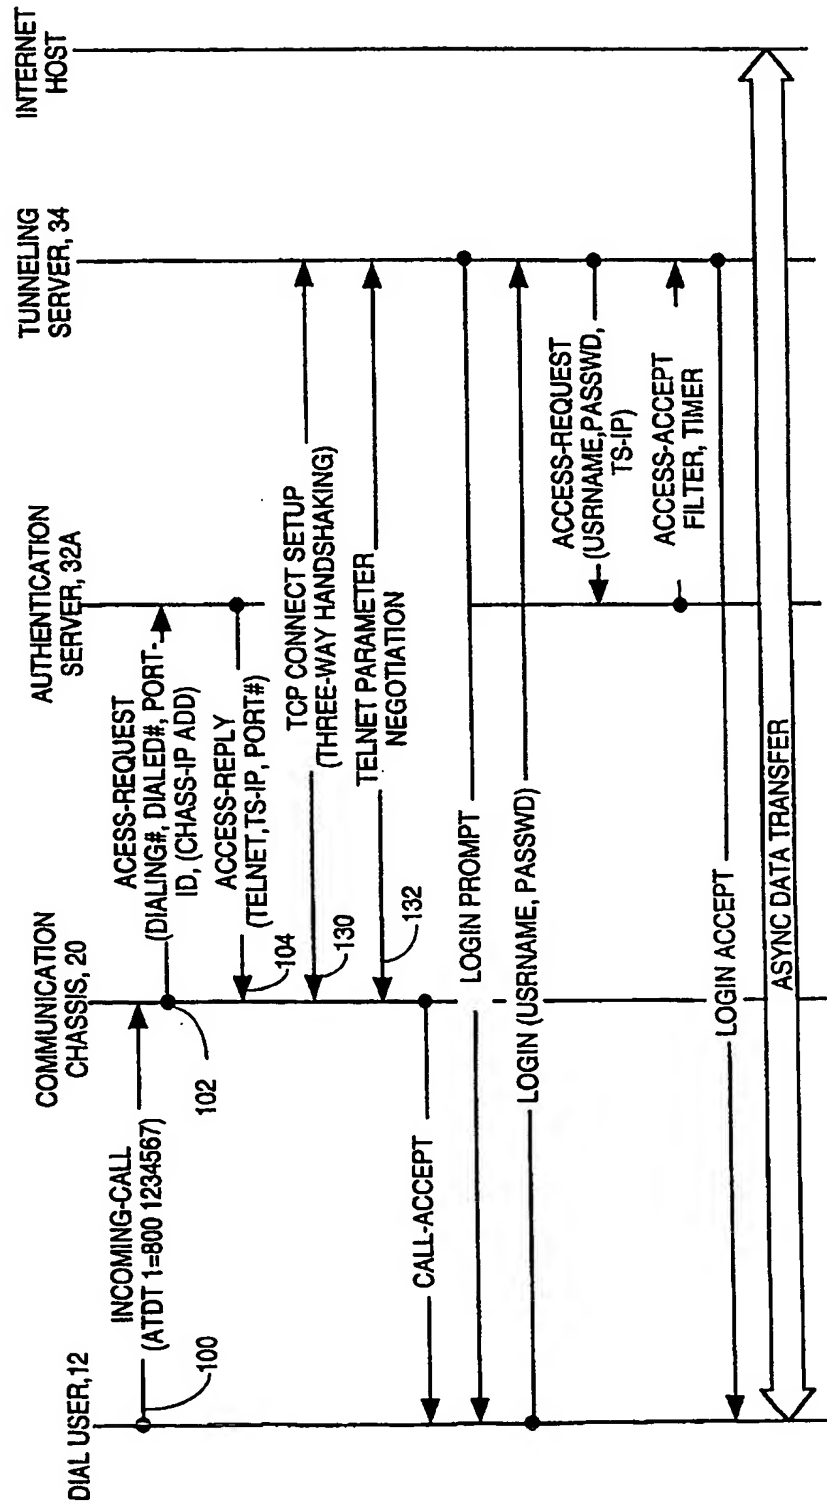 DIAL USER,12
COMMUNICATION
CHASSIS, 20
AUTHENTICATION
SERVER, 32A
TUNNELING
SERVER, 34
INTERNET
HOST
INCOMING-CALL
(ATDT 1=800 1234567)
100
102
ACESS-REQUEST
(DIALING#, DIALED#, PORT-
ID, (CHASS-IP ADD)
ACCESS-REPLY
(TELNET,TS-IP, PORT#)
104
TCP CONNECT SETUP
(THREE-WAY HANDSHAKING)
130
TELNET PARAMETER
NEGOTIATION
132
CALL-ACCEPT
LOGIN PROMPT
LOGIN (USRNAME, PASSWD)
ACCESS-REQUEST
(USRNAME,PASSWD,
TS-IP)
ACCESS-ACCEPT
FILTER, TIMER
LOGIN ACCEPT
ASYNC DATA TRANSFER